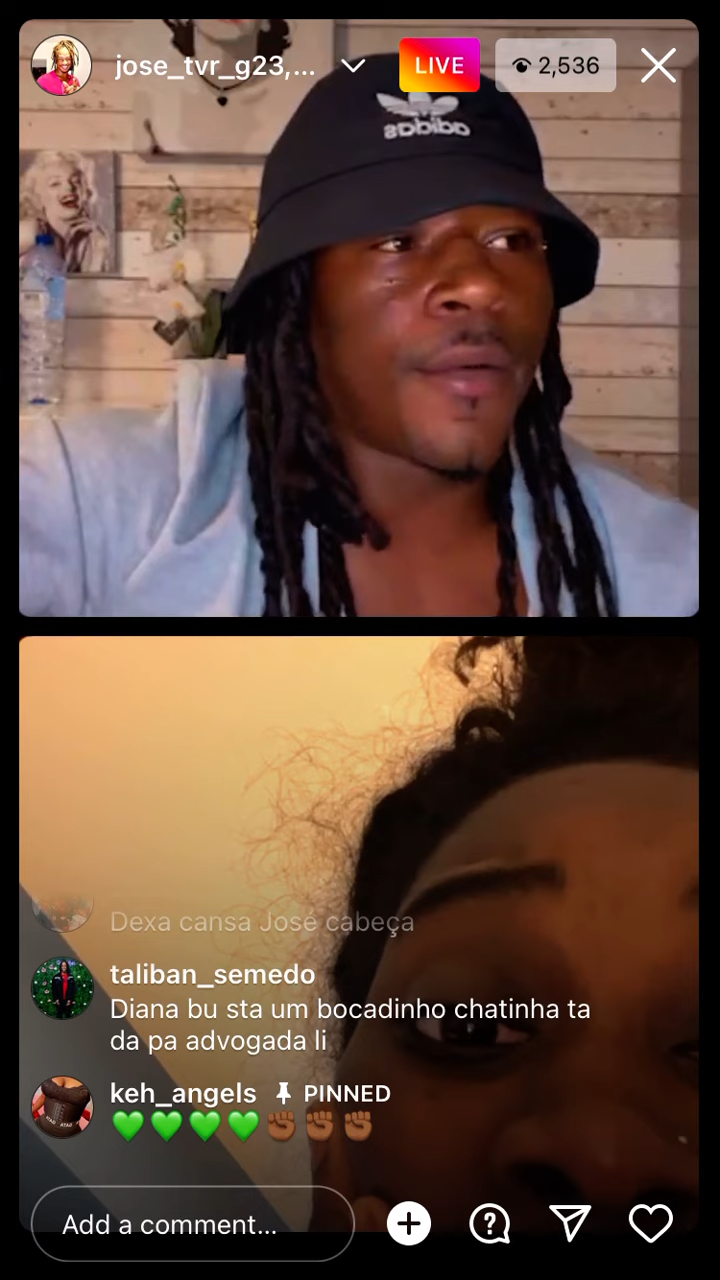 jose_tvr_g23,...
LIVE
2,536
adidas
Dexa cansa José cabeça
taliban_semedo
Diana bu sta um bocadinho chatinha ta
da pa advogada li
keh_angels 📌 PINNED
💚💚💚💚✊🏾✊🏾✊🏾
Add a comment...